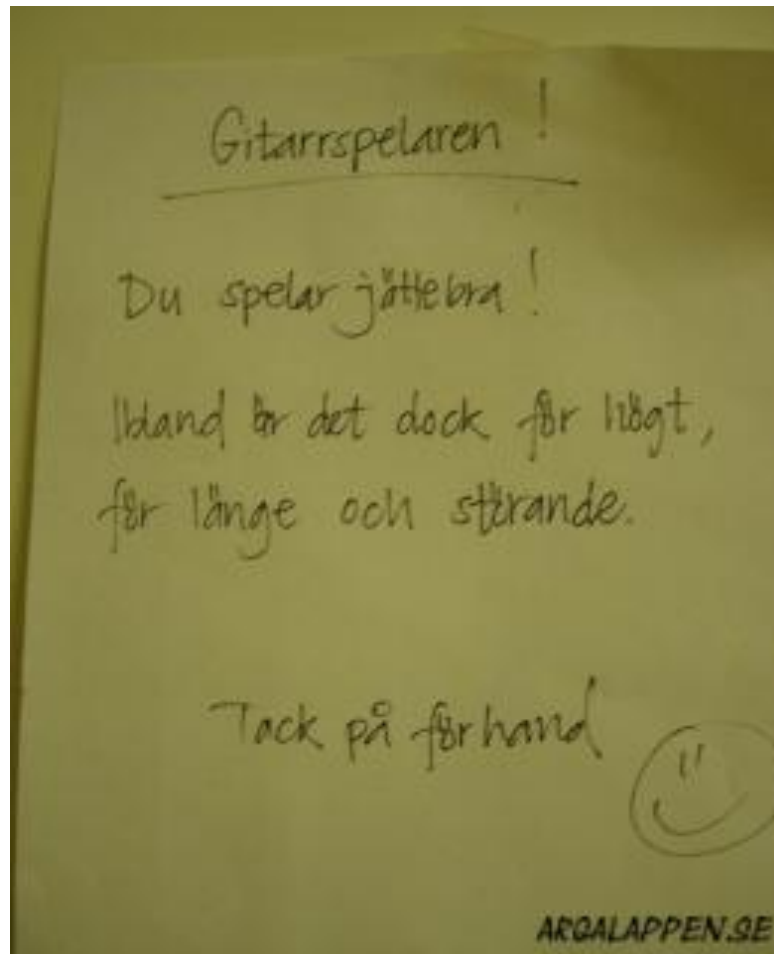 Gitarrspelaren!
Du spelar jättebra!
Ibland är det dock för högt,
för länge och störande.
Tack på förhand
ARGALAPPEN.SE